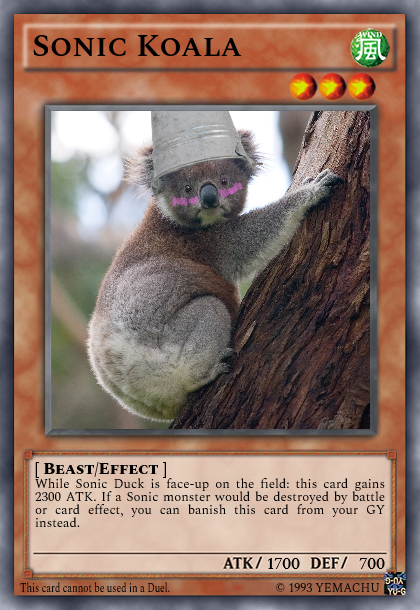 SONIC KOALA
WIND
風
[ BEAST/EFFECT ]
While Sonic Duck is face-up on the field: this card gains
2300 ATK. If a Sonic monster would be destroyed by battle
or card effect, you can banish this card from your GY
instead.
ATK/ 1700 DEF/ 700
This card cannot be used in a Duel.
© 1993 YEMACHU